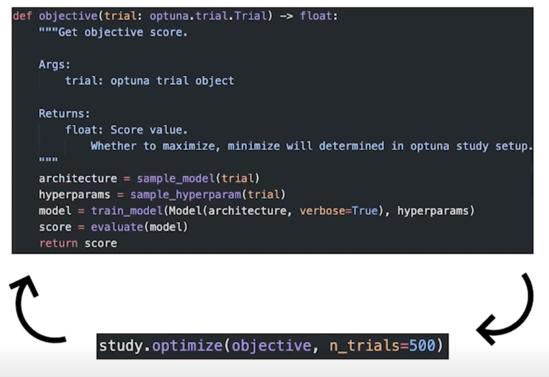 def objective(trial: optuna.trial.Trial) -> float:
"""Get objective score.
Args:
trial: optuna trial object
Returns:
float: Score value.
Whether to maximize, minimize will determined in optuna study setup.
"""
architecture = sample_model(trial)
hyperparams = sample_hyperparam(trial)
model = train_model(Model(architecture, verbose=True), hyperparams)
score = evaluate(model)
return score
study.optimize(objective, n_trials=500)